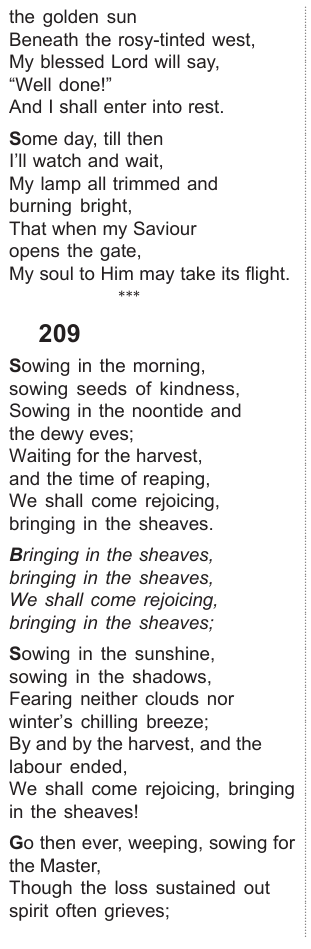 the golden sun
Beneath the rosy-tinted west,
My blessed Lord will say,
“Well done!”
And I shall enter into rest.
Some day, till then
I’ll watch and wait,
My lamp all trimmed and
burning bright,
That when my Saviour
opens the gate,
My soul to Him may take its flight.
***
209
Sowing in the morning,
sowing seeds of kindness,
Sowing in the noontide and
the dewy eves;
Waiting for the harvest,
and the time of reaping,
We shall come rejoicing,
bringing in the sheaves.
Bringing in the sheaves,
bringing in the sheaves,
We shall come rejoicing,
bringing in the sheaves;
Sowing in the sunshine,
sowing in the shadows,
Fearing neither clouds nor
winter’s chilling breeze;
By and by the harvest, and the
labour ended,
We shall come rejoicing, bringing
in the sheaves!
Go then ever, weeping, sowing for
the Master,
Though the loss sustained out
spirit often grieves;